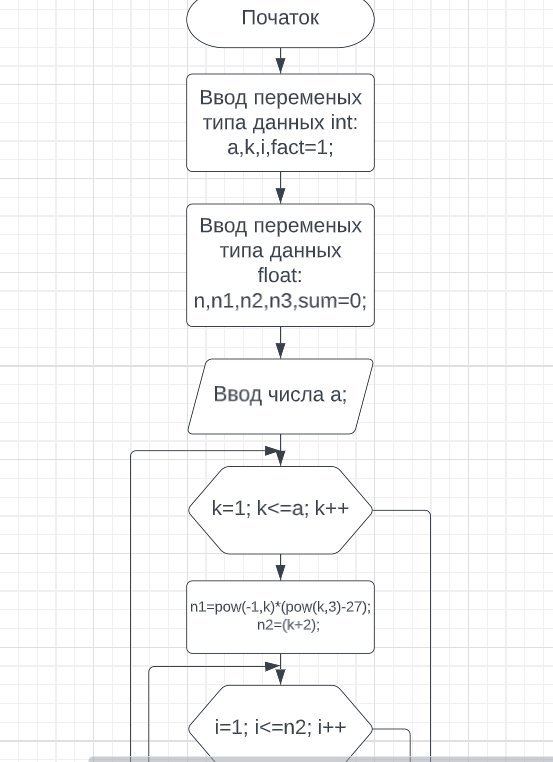 Початок
Ввод переменых
типа данных int:
a,k,i,fact=1;
Ввод переменых
типа данных
float:
n,n1,n2,n3,sum=0;
Ввод числа a;
k=1; k<=a; k++
n1=pow(-1,k)*(pow(k,3)-27);
n2=(k+2);
i=1; i<=n2; i++